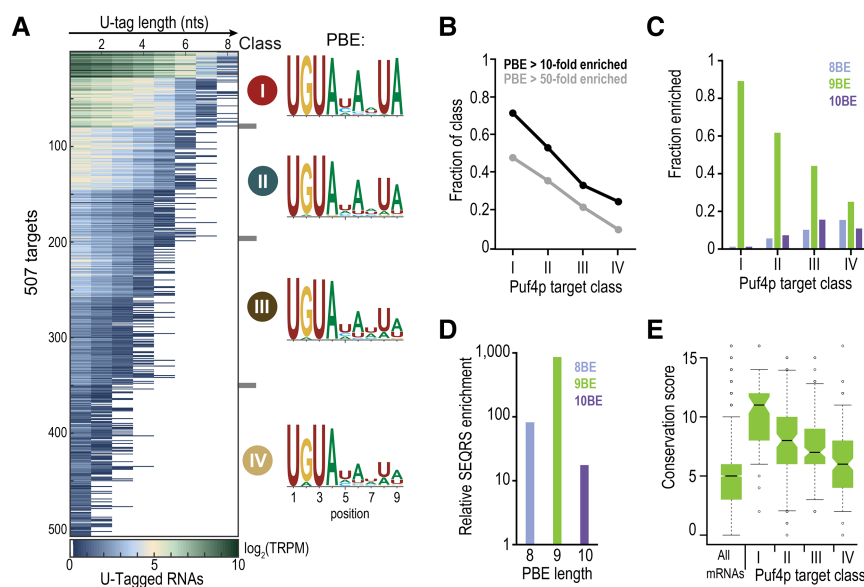 A
U-tag length (nts)
2 4 6 8
Class
PBE:
507 targets
100
200
300
400
500
I
II
III
IV
UGUAUAUA
UGUAUAUA
UGUAUAUA
UGUAUAUA
1 3 5 7 9
position
log2(TRPM)
0 5 10
U-Tagged RNAs
B
PBE > 10-fold enriched
PBE > 50-fold enriched
Fraction of class
1
0.8
0.6
0.4
0.2
0
I II III IV
Puf4p target class
C
8BE
9BE
10BE
Fraction enriched
1
0.8
0.6
0.4
0.2
0
I II III IV
Puf4p target class
D
8BE
9BE
10BE
Relative SEQRS enrichment
1,000
100
10
1
8 9 10
PBE length
E
Conservation score
15
10
5
0
All mRNAs
I II III IV
Puf4p target class